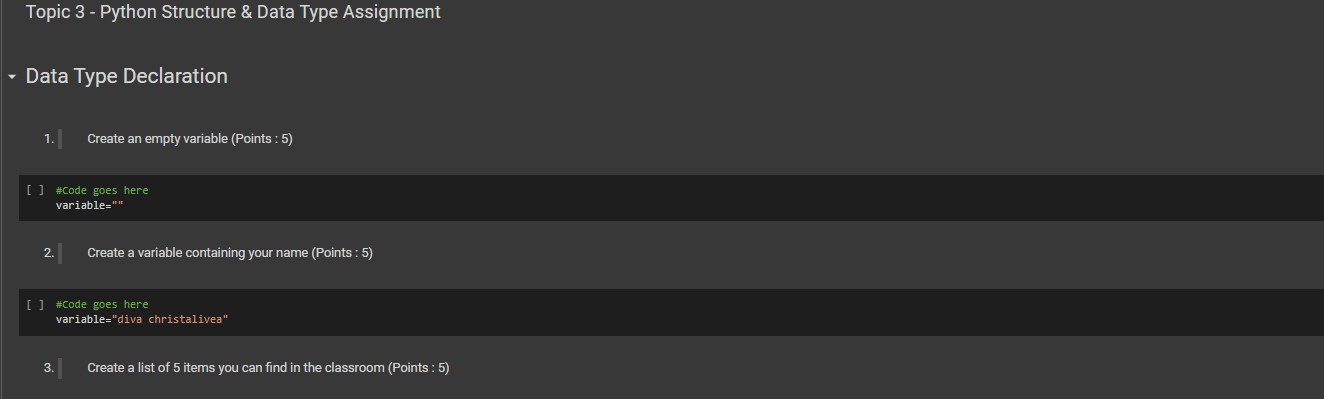 Topic 3 - Python Structure & Data Type Assignment
Data Type Declaration
1. Create an empty variable (Points : 5)
[ ] #Code goes here
variable=""
2. Create a variable containing your name (Points : 5)
[ ] #Code goes here
variable="diva christalivea"
3. Create a list of 5 items you can find in the classroom (Points : 5)